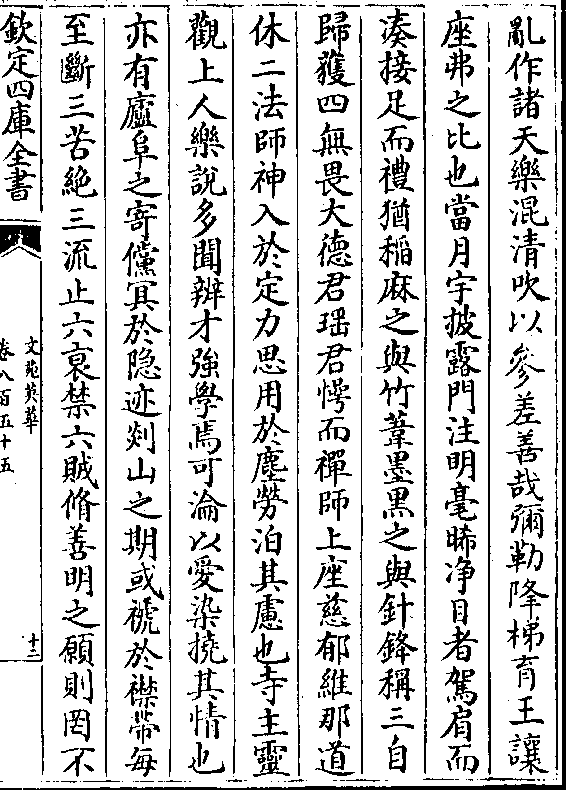 亂作諸天樂混清吹以參差善哉彌勒降梯育王讓
座弗之比也當月宇披露門注明毫晞净目者駕肩而
凑接足而禮猶稲麻之與竹葦墨黒之與針鋒稱三自
歸獲四無畏大德君瑶君愕而禪師上座慈郁維那道
休二法師神入於定力思用於塵勞泊其慮也寺主靈
觀上人樂說多聞辯才強學焉可淪以愛染撓其情也
亦有廬阜之寄儻冥於隐迹剡山之期或褫於襟帶每
至斷三苦絶三流止六裒禁六賊脩善明之願則罔不
欽定四庫全書
文苑英華
卷八百五十五
十三